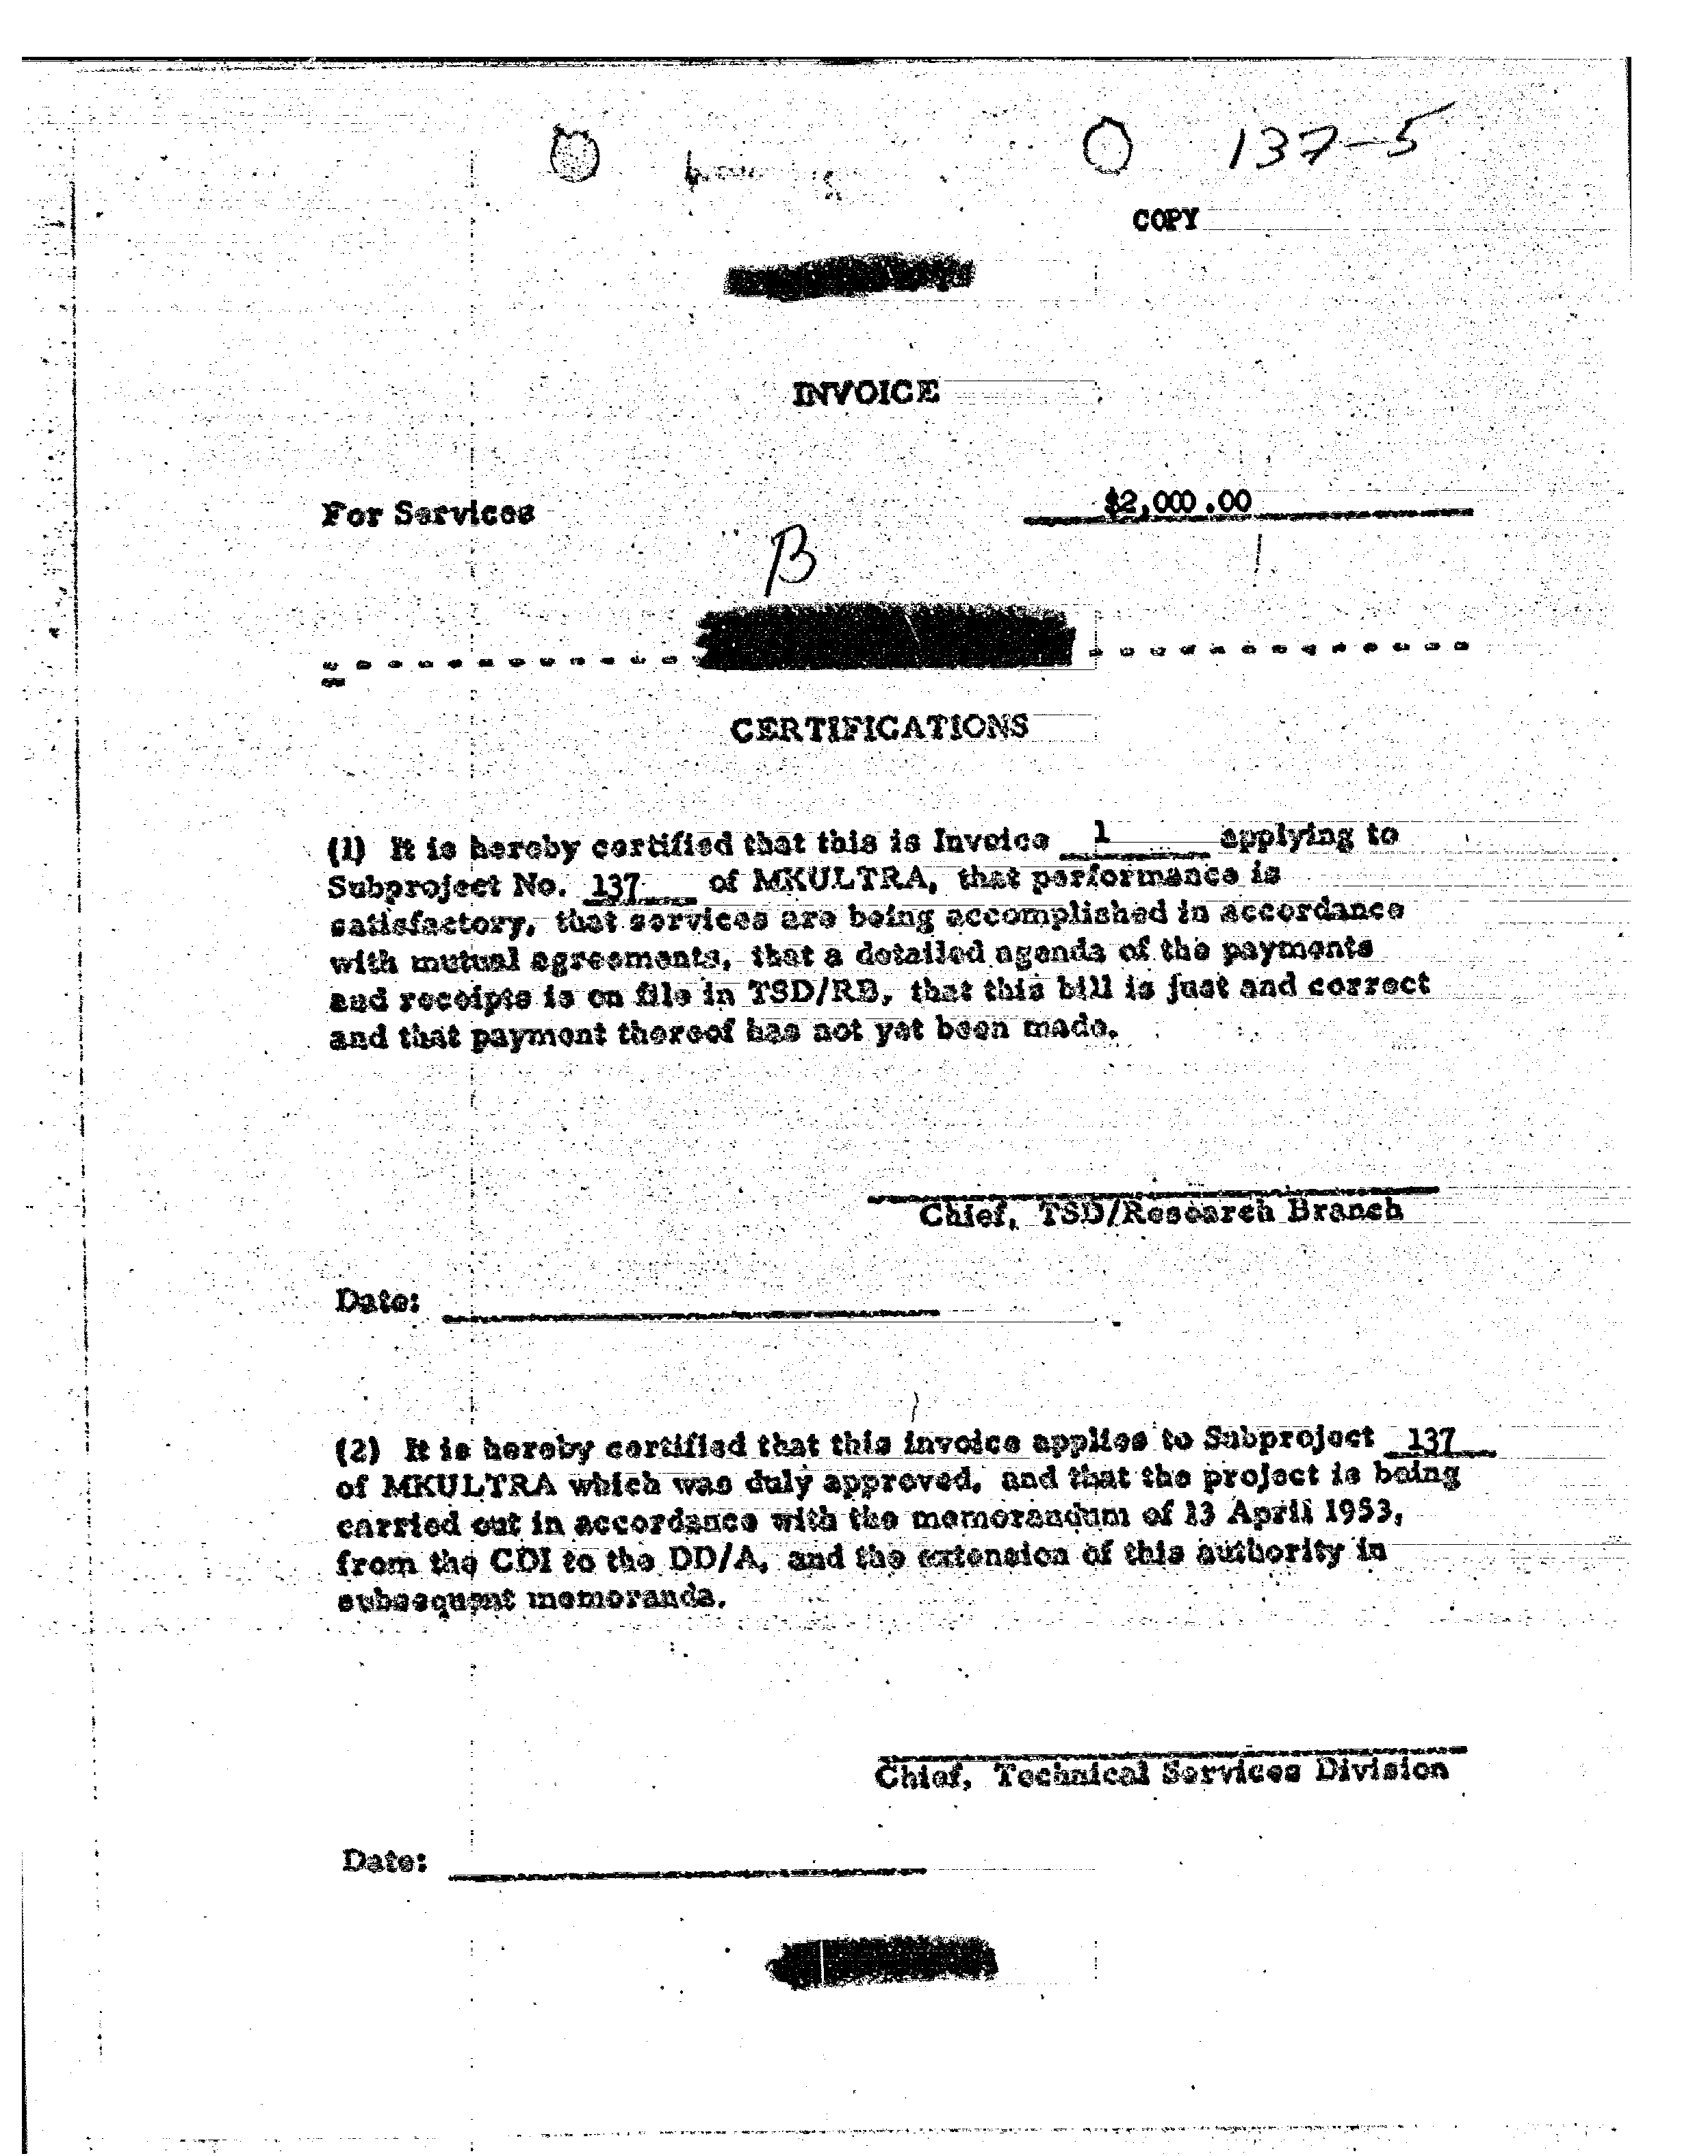 137-5
COPY
INVOICE
For Services $2,000.00
B
CERTIFICATIONS
(1) It is hereby certified that this is Invoice 1 applying to
Subproject No. 137 of MKULTRA, that performance is
satisfactory, that services are being accomplished in accordance
with mutual agreements, that a detailed agenda of the payments
and receipts is on file in TSD/RB, that this bill is just and correct
and that payment thereof has not yet been made.
Chief, TSD/Research Branch
Date:
(2) It is hereby certified that this invoice applies to Subproject 137
of MKULTRA which was duly approved, and that the project is being
carried out in accordance with the memorandum of 13 April 1953,
from the CDI to the DD/A, and the extension of this authority in
subsequent memoranda.
Chief, Technical Services Division
Date: